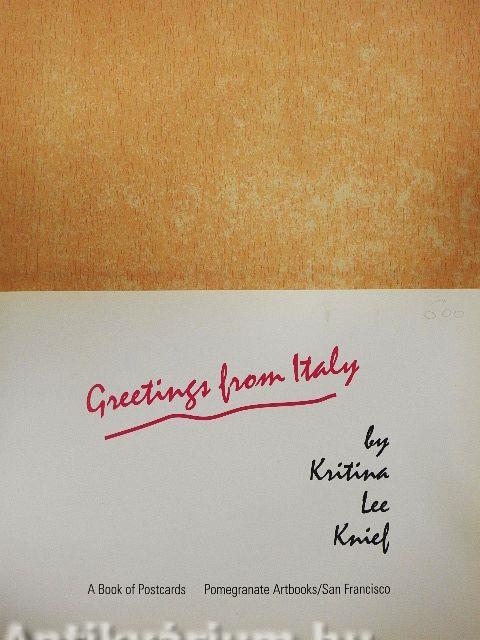 600
Greetings from Italy
by
Kritina
Lee
Knief
A Book of Postcards Pomegranate Artbooks/San Francisco
Antikvárium.hu